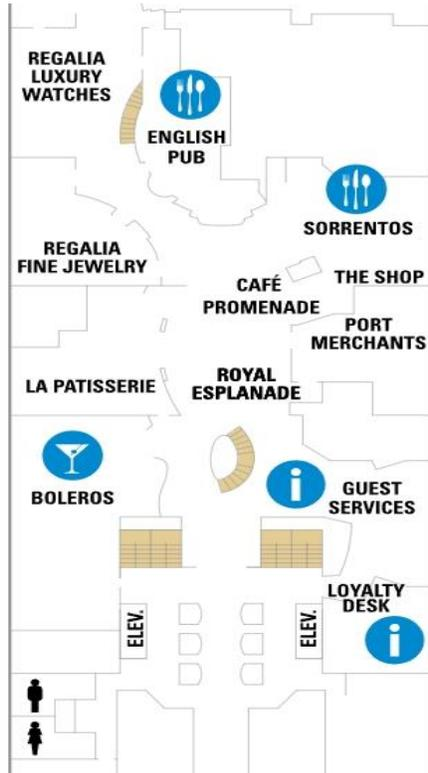 REGALIA
LUXURY
WATCHES
ENGLISH
PUB
SORRENTOS
REGALIA
FINE JEWELRY
CAFÉ
PROMENADE
THE SHOP
PORT
MERCHANTS
LA PATISSERIE
ROYAL
ESPLANADE
BOLEROS
i
GUEST
SERVICES
LOYALTY
DESK
i
ELEV.
ELEV.